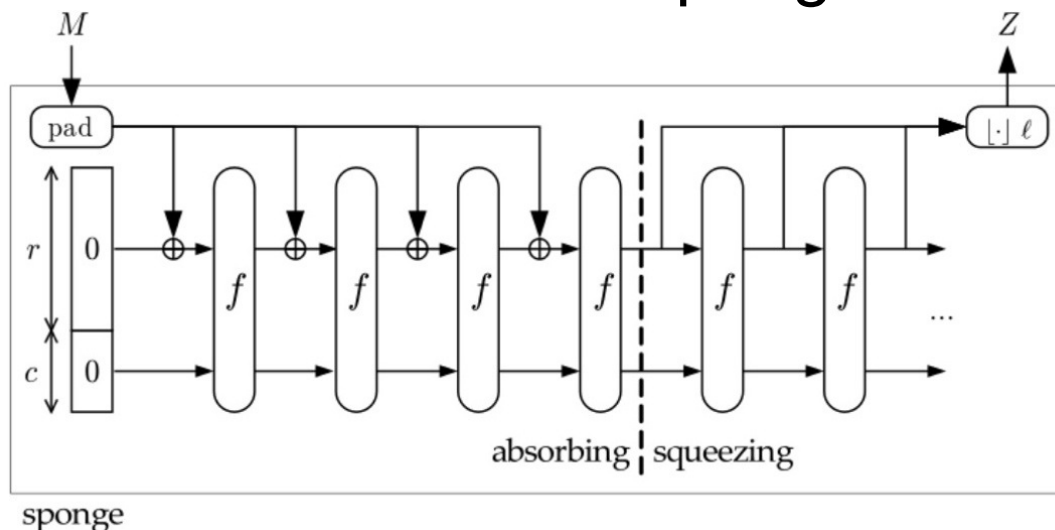 M Z
pad ⌊·⌋ ℓ
r 0 f f f f f f
c 0 ...
absorbing squeezing
sponge